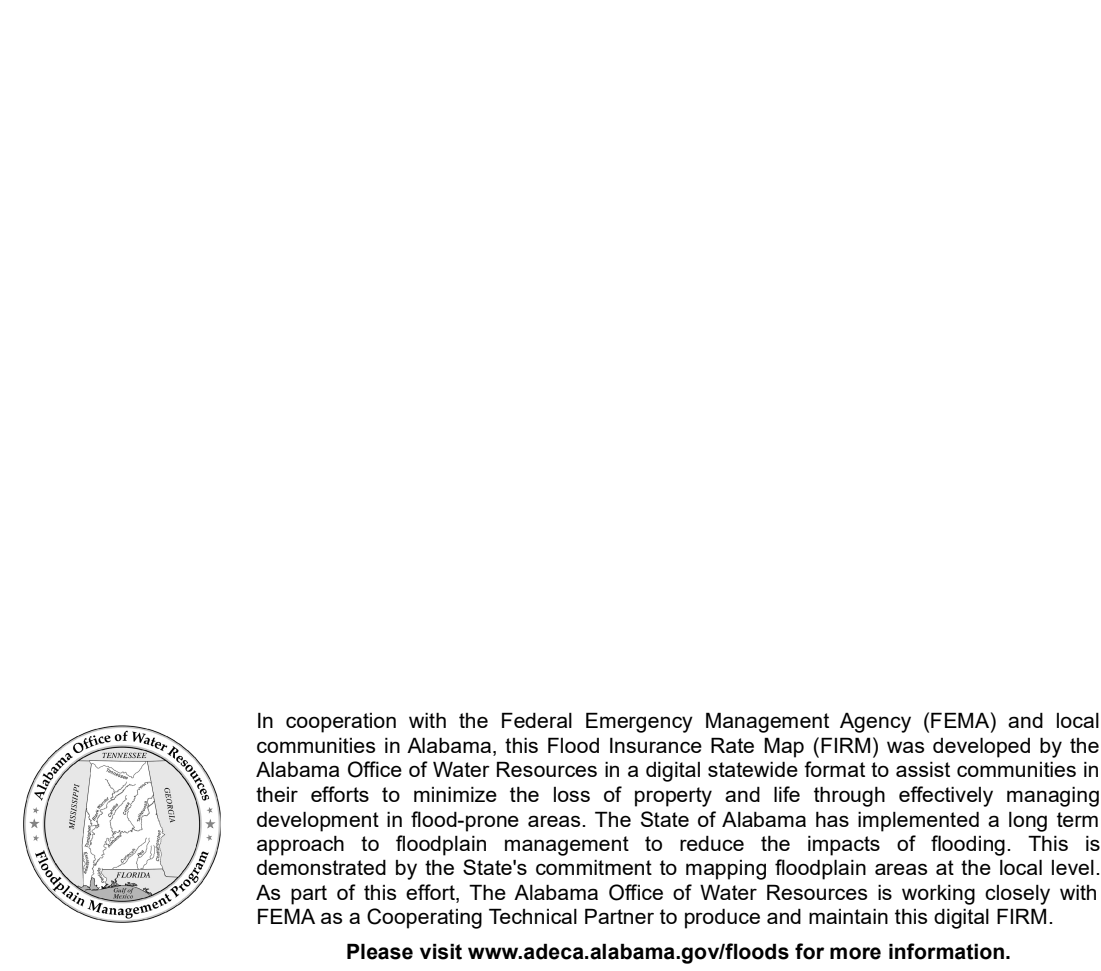 Alabama Office of Water Resources
TENNESSEE
MISSISSIPPI
GEORGIA
FLORIDA
Gulf of
Mexico
Floodplain Management Program
In cooperation with the Federal Emergency Management Agency (FEMA) and local
communities in Alabama, this Flood Insurance Rate Map (FIRM) was developed by the
Alabama Office of Water Resources in a digital statewide format to assist communities in
their efforts to minimize the loss of property and life through effectively managing
development in flood-prone areas. The State of Alabama has implemented a long term
approach to floodplain management to reduce the impacts of flooding. This is
demonstrated by the State's commitment to mapping floodplain areas at the local level.
As part of this effort, The Alabama Office of Water Resources is working closely with
FEMA as a Cooperating Technical Partner to produce and maintain this digital FIRM.
Please visit www.adeca.alabama.gov/floods for more information.